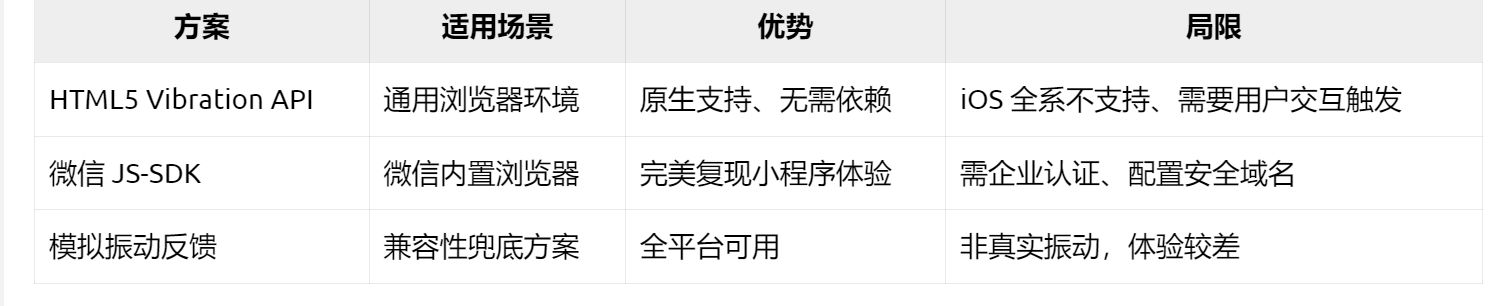 方案 适用场景 优势 局限
HTML5 Vibration API 通用浏览器环境 原生支持、无需依赖 iOS 全系不支持、需要用户交互触发
微信 JS-SDK 微信内置浏览器 完美复现小程序体验 需企业认证、配置安全域名
模拟振动反馈 兼容性兜底方案 全平台可用 非真实振动，体验较差